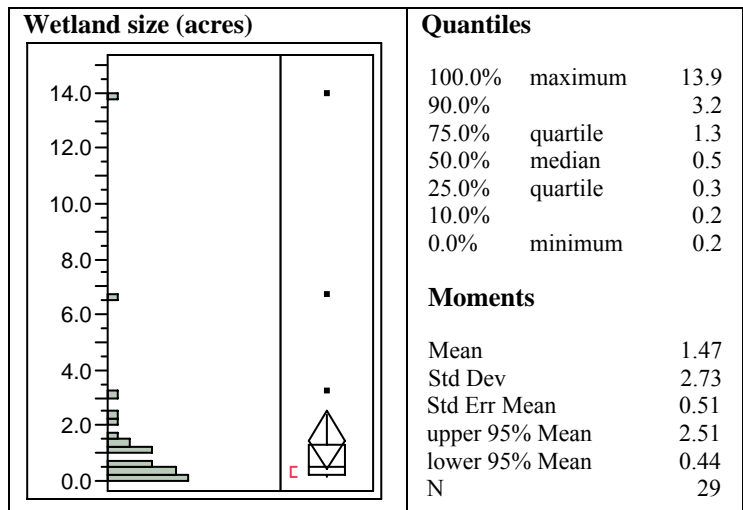 Wetland size (acres)
14.0
12.0
10.0
8.0
6.0
4.0
2.0
0.0
Quantiles
100.0% maximum 13.9
90.0% 3.2
75.0% quartile 1.3
50.0% median 0.5
25.0% quartile 0.3
10.0% 0.2
0.0% minimum 0.2
Moments
Mean 1.47
Std Dev 2.73
Std Err Mean 0.51
upper 95% Mean 2.51
lower 95% Mean 0.44
N 29